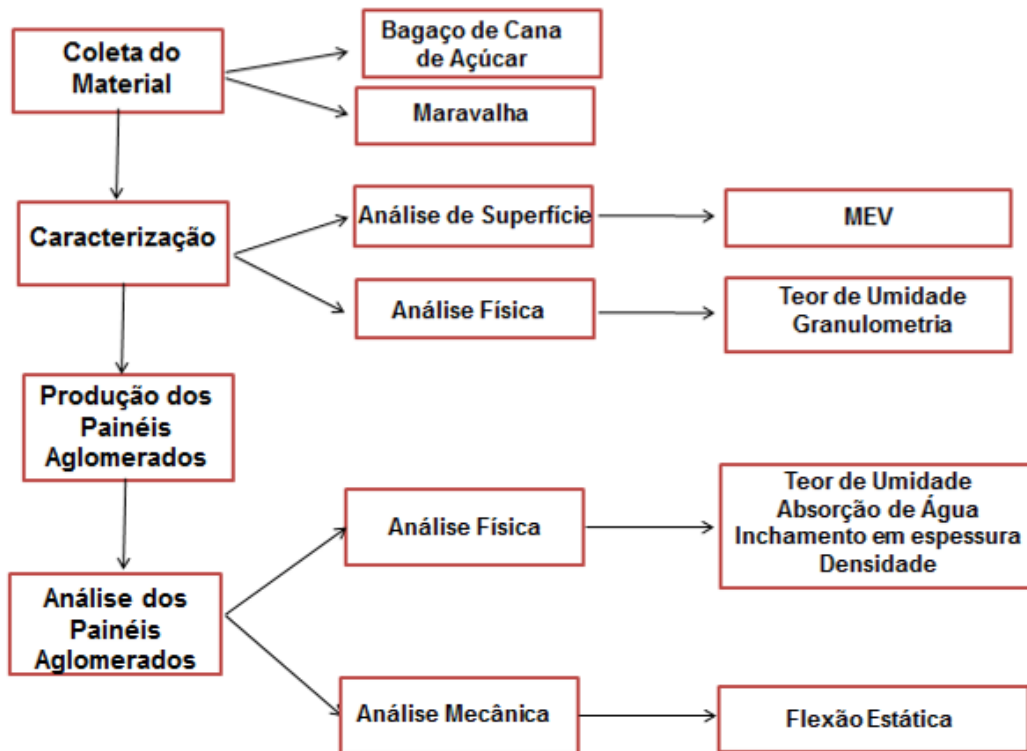 Coleta do
Material
Bagaço de Cana
de Açúcar
Maravalha
Caracterização
Análise de Superfície
MEV
Análise Física
Teor de Umidade
Granulometria
Produção dos
Painéis
Aglomerados
Análise dos
Painéis
Aglomerados
Análise Física
Teor de Umidade
Absorção de Água
Inchamento em espessura
Densidade
Análise Mecânica
Flexão Estática